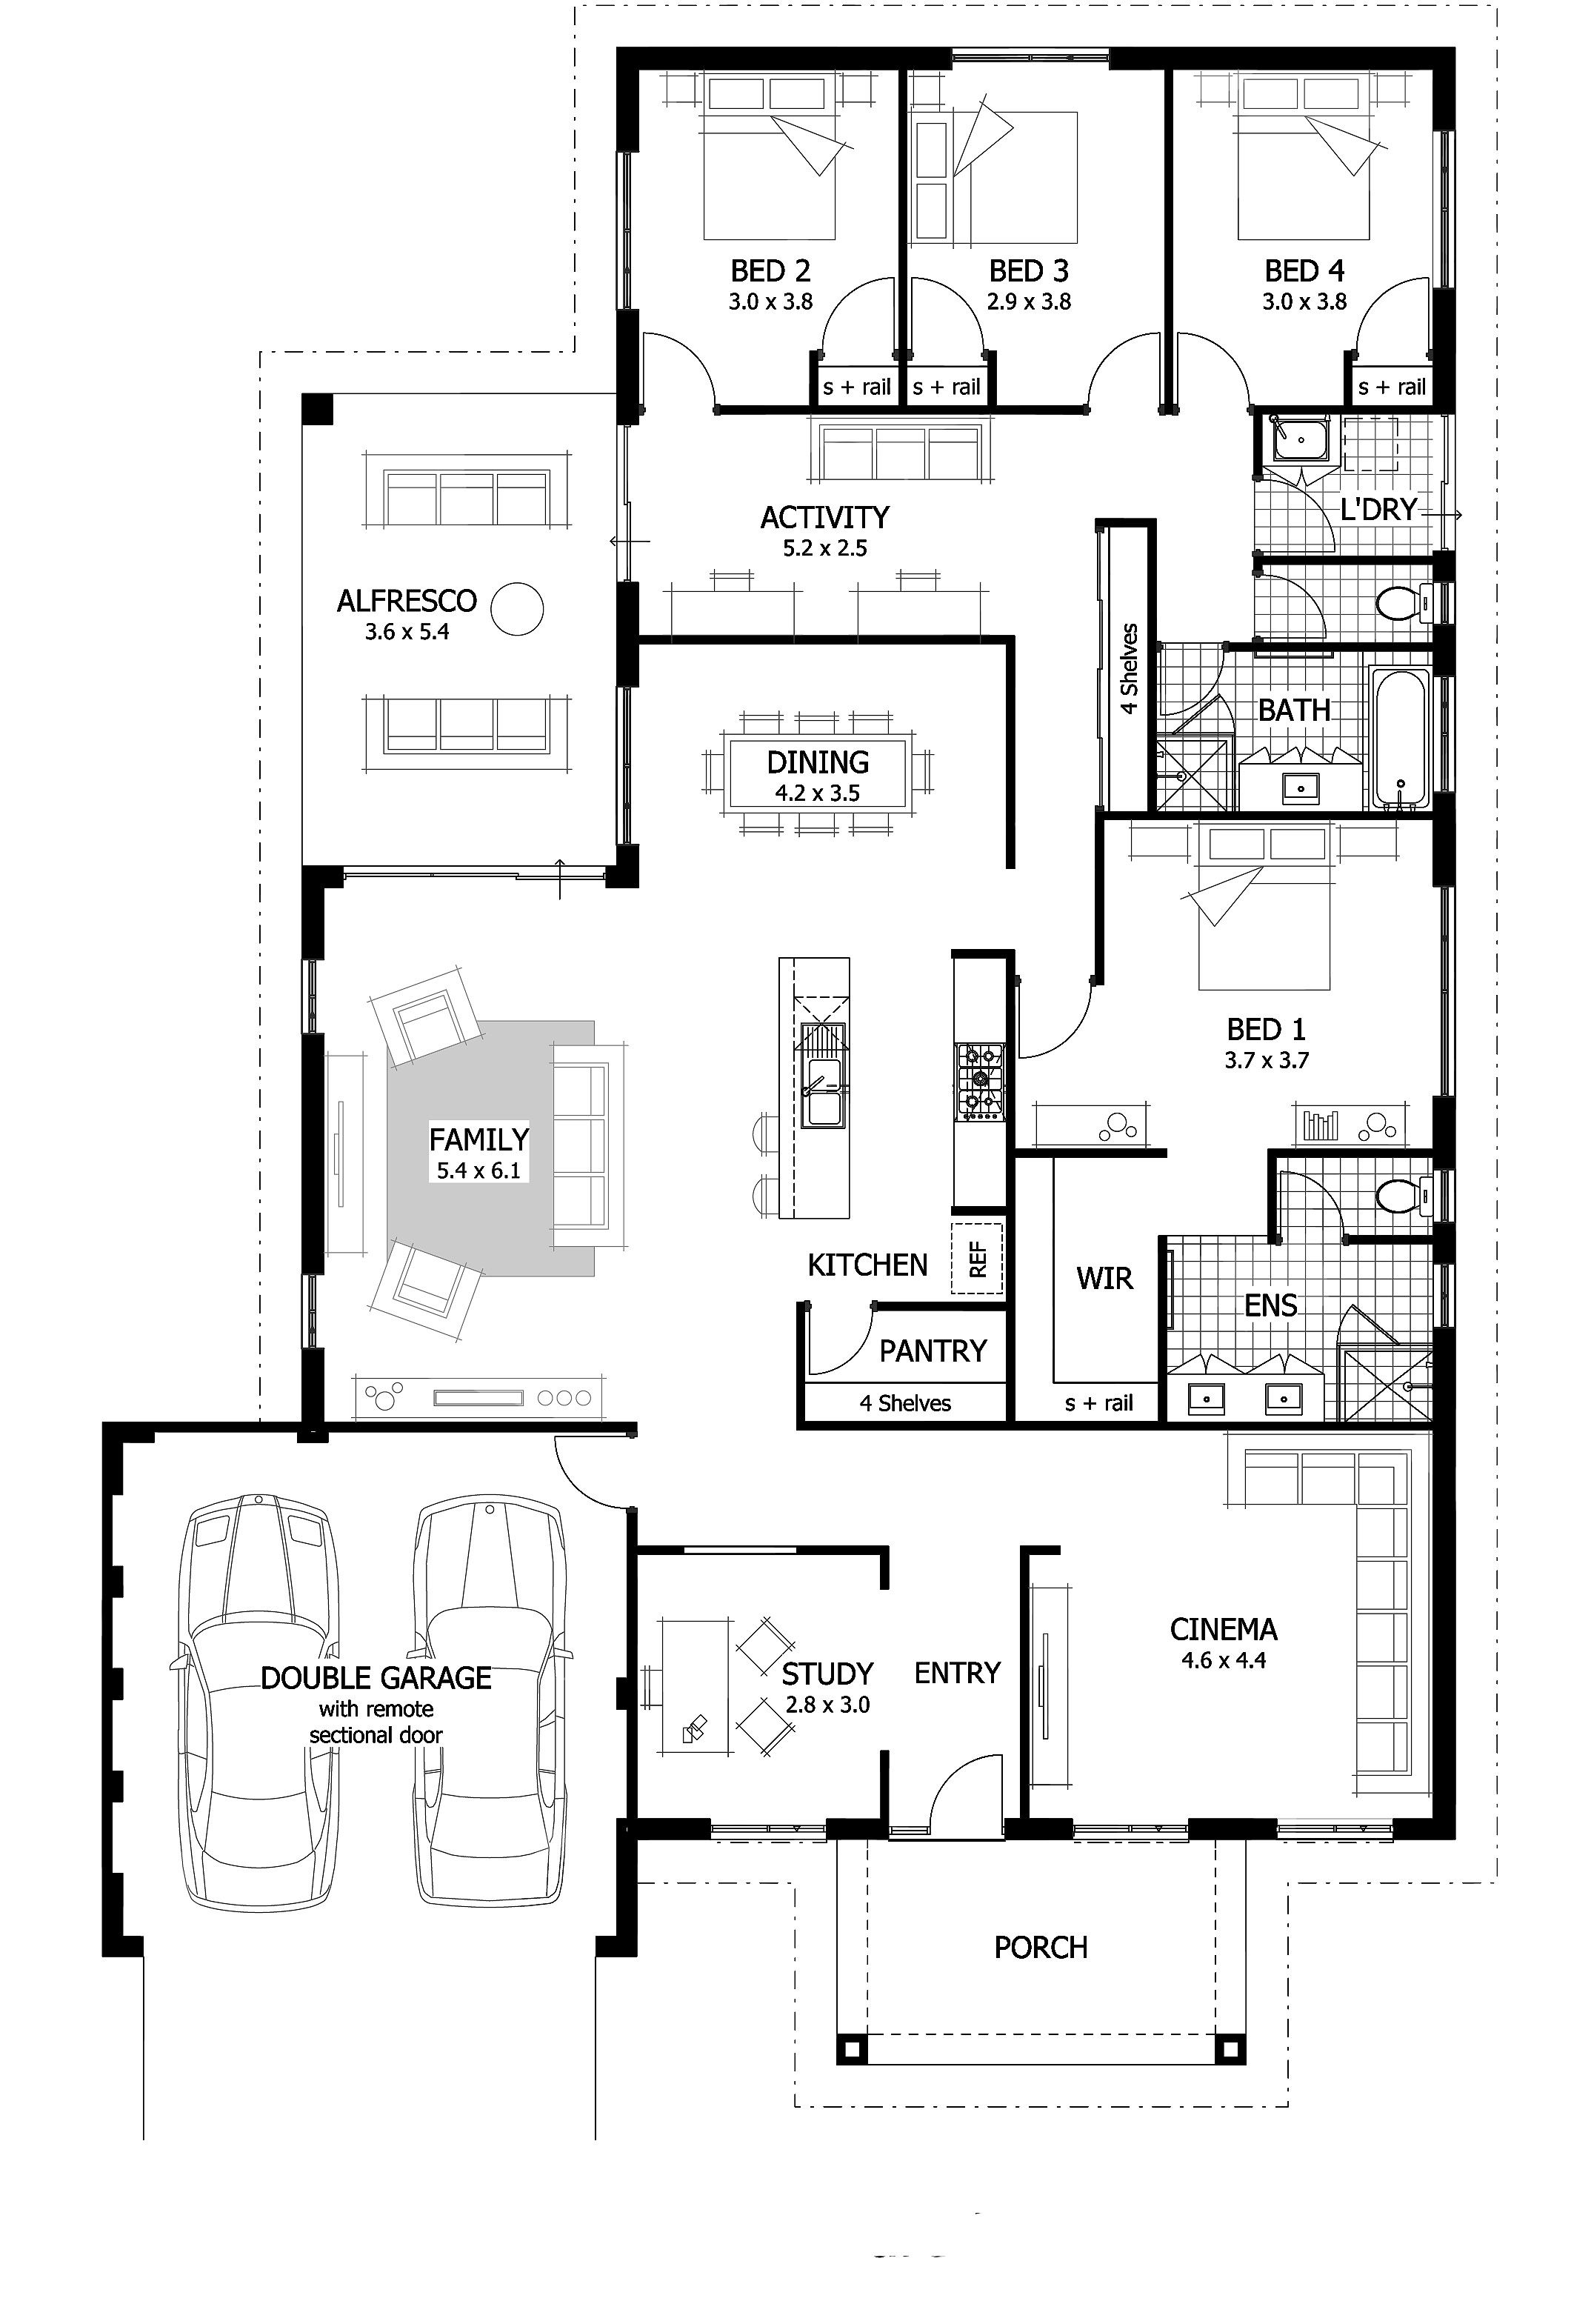 BED 2
3.0 x 3.8
BED 3
2.9 x 3.8
BED 4
3.0 x 3.8
s + rail
s + rail
s + rail
ACTIVITY
5.2 x 2.5
L'DRY
ALFRESCO
3.6 x 5.4
4 Shelves
BATH
DINING
4.2 x 3.5
BED 1
3.7 x 3.7
FAMILY
5.4 x 6.1
KITCHEN
REF
WIR
ENS
PANTRY
4 Shelves
s + rail
CINEMA
4.6 x 4.4
DOUBLE GARAGE
with remote
sectional door
STUDY
2.8 x 3.0
ENTRY
PORCH